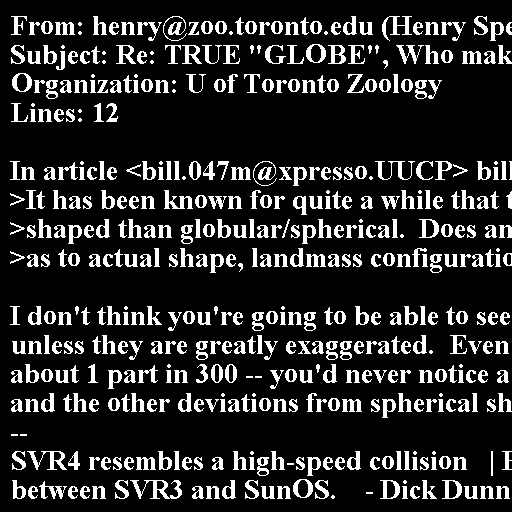 From: henry@zoo.toronto.edu (Henry Spe
Subject: Re: TRUE "GLOBE", Who mak
Organization: U of Toronto Zoology
Lines: 12

In article <bill.047m@xpresso.UUCP> bill
>It has been known for quite a while that t
>shaped than globular/spherical.  Does an
>as to actual shape, landmass configuratio

I don't think you're going to be able to see
unless they are greatly exaggerated.  Even
about 1 part in 300 -- you'd never notice a
and the other deviations from spherical sh
--
SVR4 resembles a high-speed collision   |
between SVR3 and SunOS.    - Dick Dunn